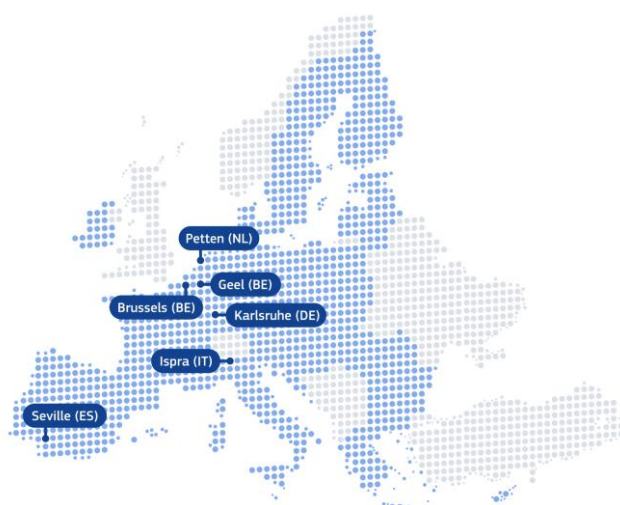 Petten (NL)
Geel (BE)
Brussels (BE)
Karlsruhe (DE)
Ispra (IT)
Seville (ES)